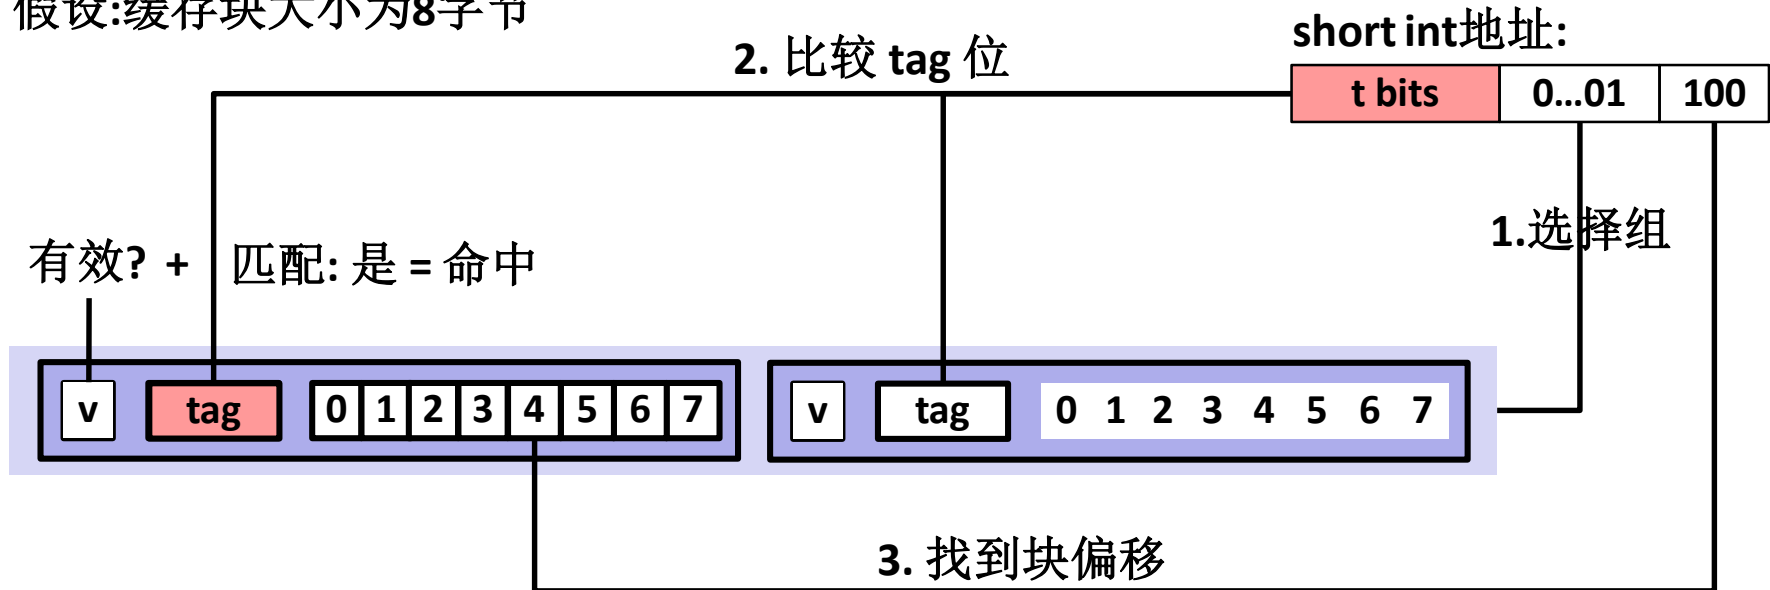 假设:缓存块大小为8字节
short int地址:
2. 比较 tag 位
t bits 0...01 100
1.选择组
有效? + 匹配: 是 = 命中
v tag 0 1 2 3 4 5 6 7 v tag 0 1 2 3 4 5 6 7
3. 找到块偏移